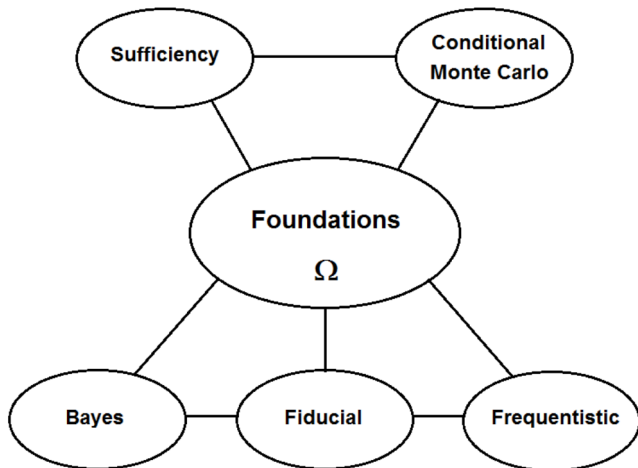 Sufficiency
Conditional
Monte Carlo
Foundations
Ω
Bayes
Fiducial
Frequentistic